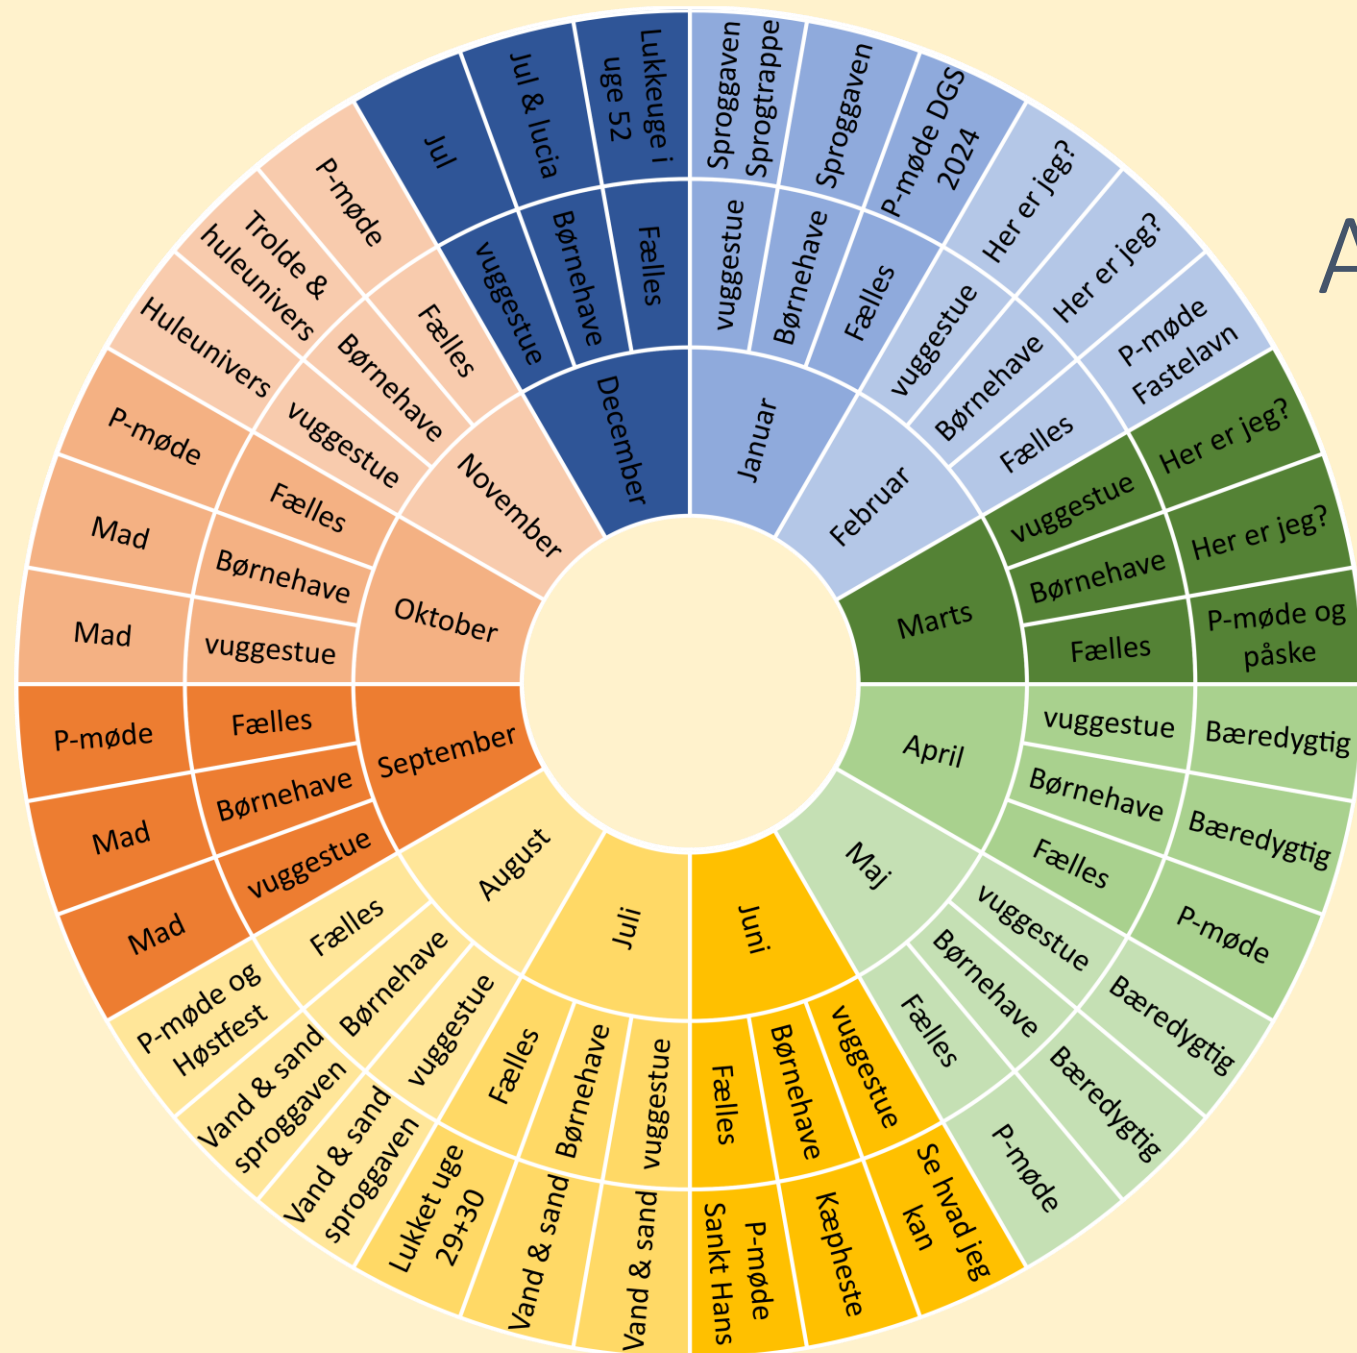 Januar
vuggestue
Sproggaven
Sprogtrappe
Børnehave
Sproggaven
Fælles
P-møde DGS
2024
Februar
vuggestue
Her er jeg?
Børnehave
Her er jeg?
Fælles
P-møde
Fastelavn
Marts
vuggestue
Her er jeg?
Børnehave
Her er jeg?
Fælles
P-møde og
påske
April
vuggestue
Bæredygtig
Børnehave
Bæredygtig
Fælles
P-møde
Maj
vuggestue
Bæredygtig
Børnehave
Bæredygtig
Fælles
P-møde
Juni
vuggestue
Se hvad jeg
kan
Børnehave
Kæpheste
Fælles
P-møde
Sankt Hans
Juli
vuggestue
Vand & sand
Børnehave
Vand & sand
Fælles
Lukket uge
29+30
August
vuggestue
Vand & sand
sproggaven
Børnehave
Vand & sand
sproggaven
Fælles
P-møde og
Høstfest
September
vuggestue
Mad
Børnehave
Mad
Fælles
P-møde
Oktober
vuggestue
Mad
Børnehave
Mad
Fælles
P-møde
November
vuggestue
Huleunivers
Børnehave
Trolde &
huleunivers
Fælles
P-møde
December
vuggestue
Jul
Børnehave
Jul & lucia
Fælles
Lukkeuge i
uge 52